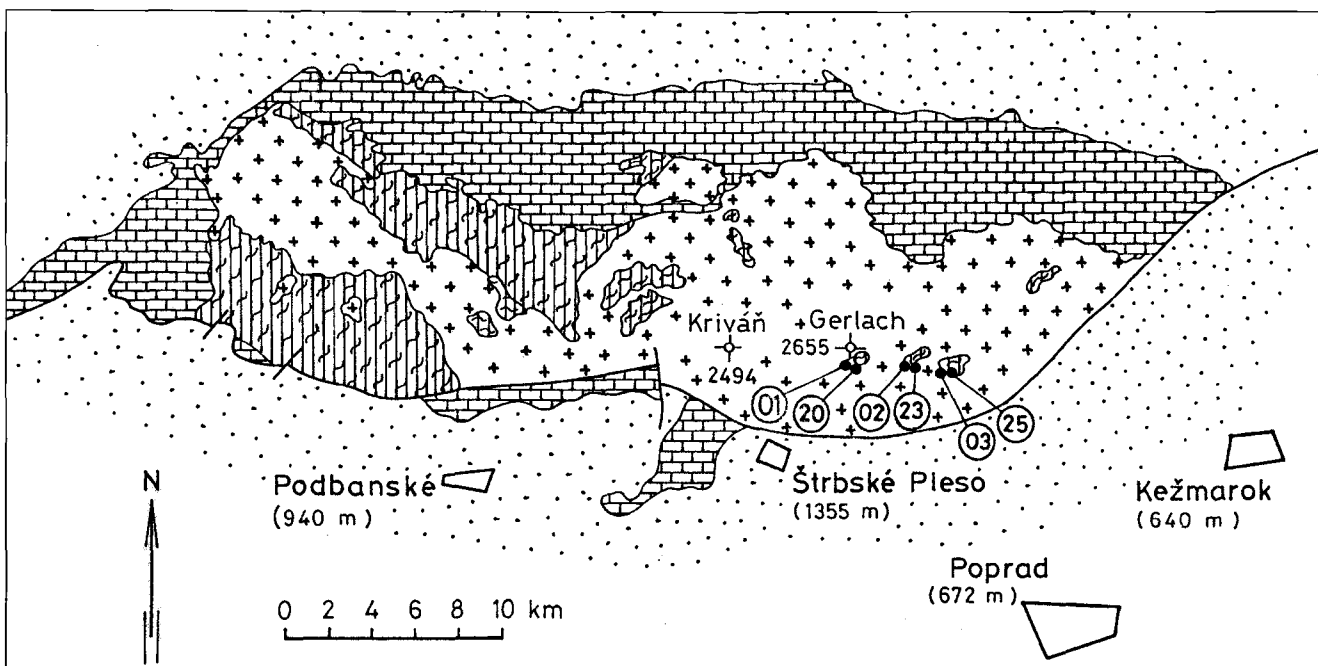 Kriváň
2494
Gerlach
2655
01
20
02
23
03
25
Podbanské
(940 m)
Štrbské Pleso
(1355 m)
Kežmarok
(640 m)
Poprad
(672 m)
N
0 2 4 6 8 10 km